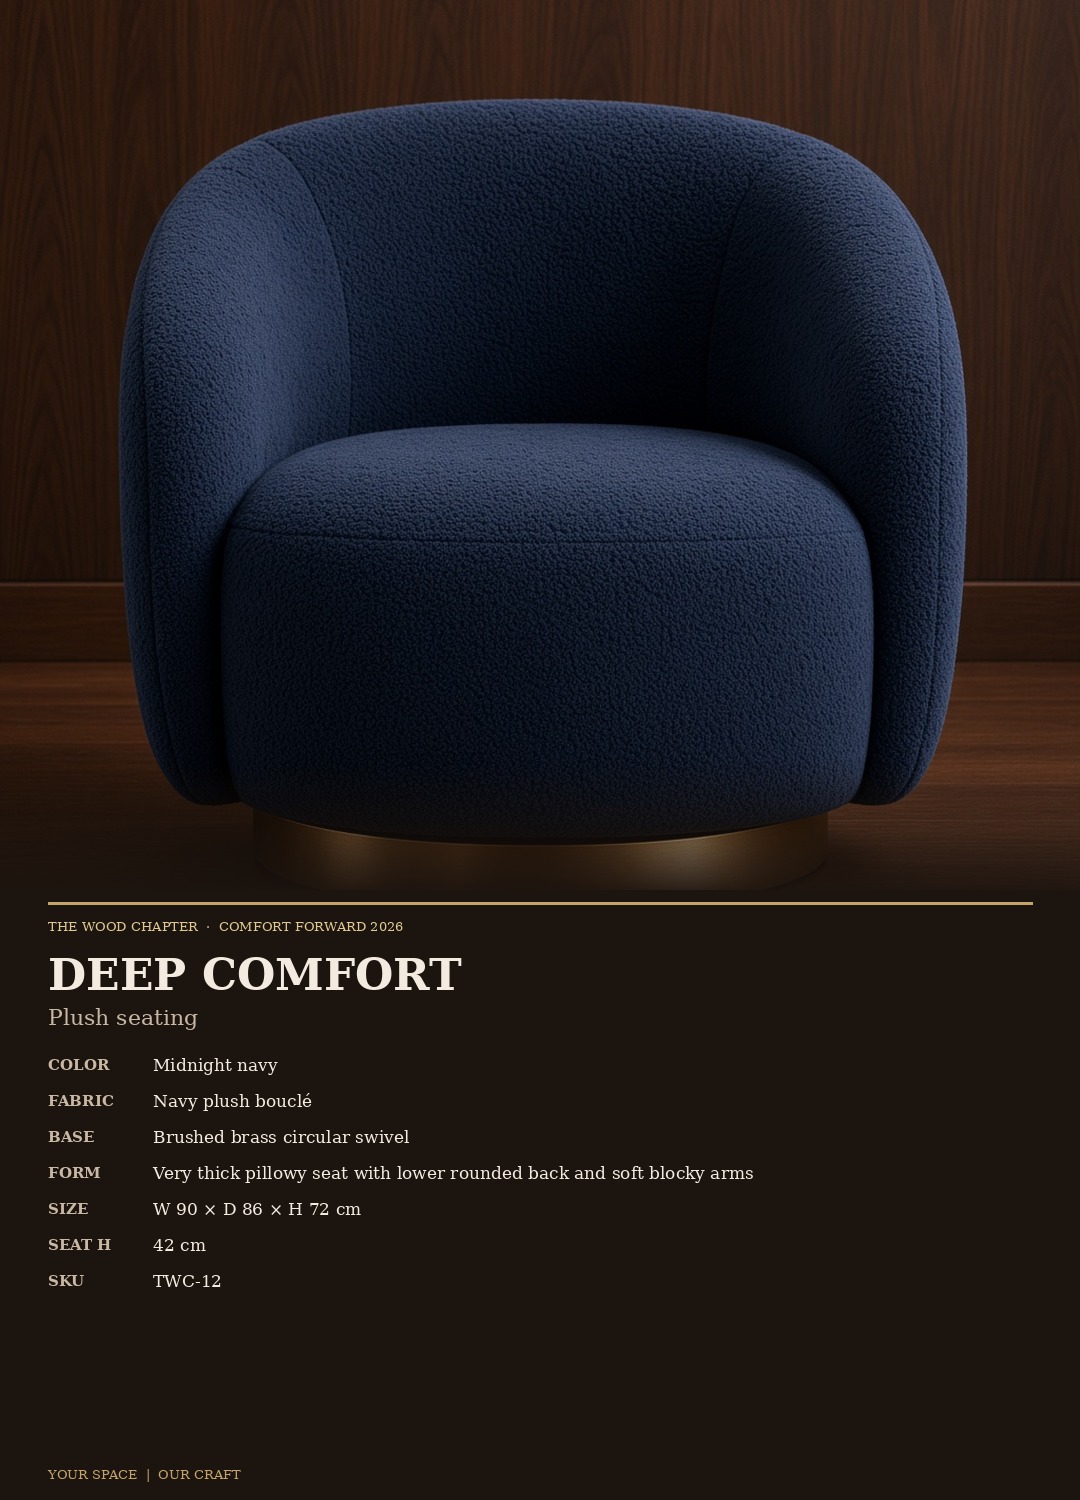 THE WOOD CHAPTER · COMFORT FORWARD 2026
DEEP COMFORT
Plush seating
COLOR Midnight navy
FABRIC Navy plush bouclé
BASE Brushed brass circular swivel
FORM Very thick pillowy seat with lower rounded back and soft blocky arms
SIZE W 90 × D 86 × H 72 cm
SEAT H 42 cm
SKU TWC-12
YOUR SPACE | OUR CRAFT